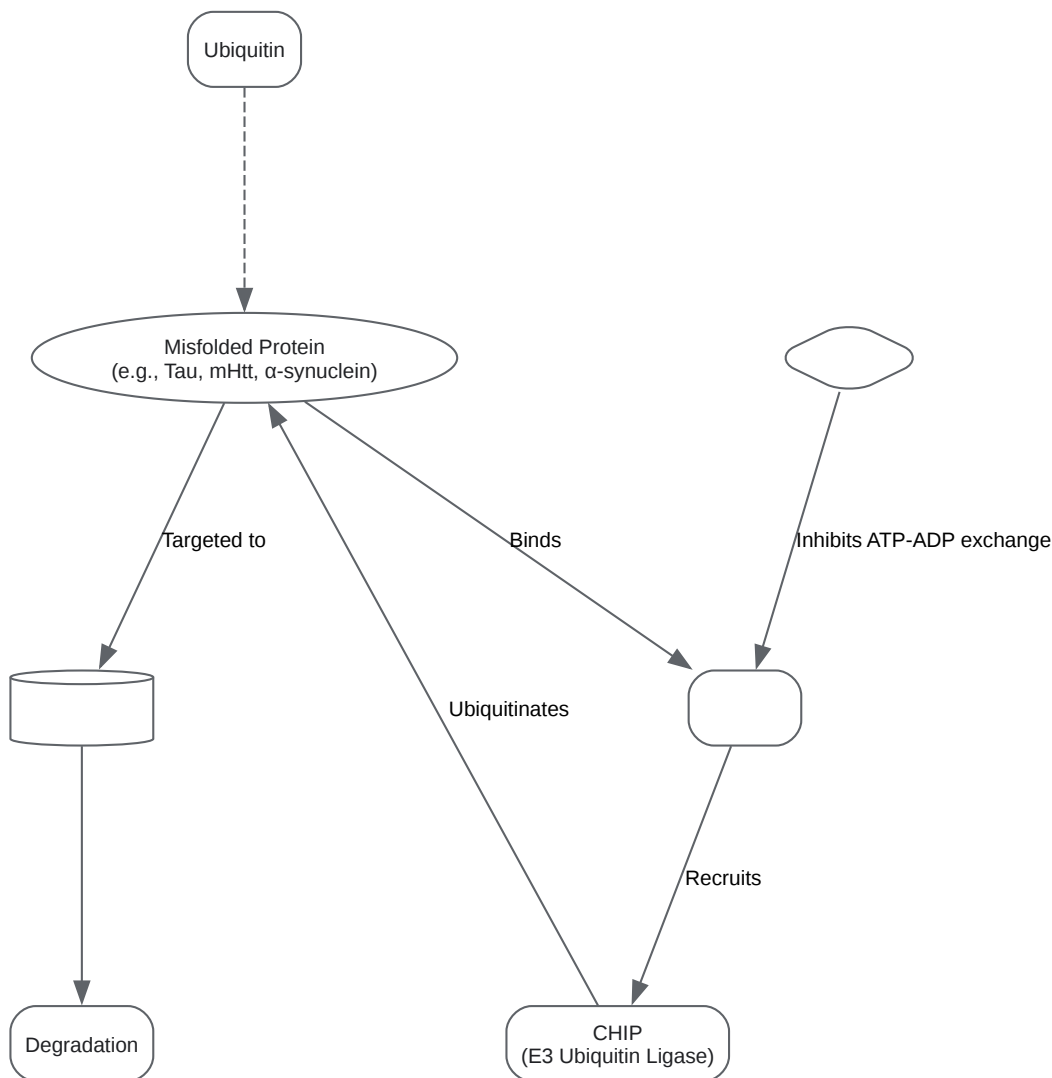 Ubiquitin
Misfolded Protein
(e.g., Tau, mHtt, α-synuclein)
Targeted to
Binds
Inhibits ATP-ADP exchange
Ubiquitinates
Recruits
Degradation
CHIP
(E3 Ubiquitin Ligase)